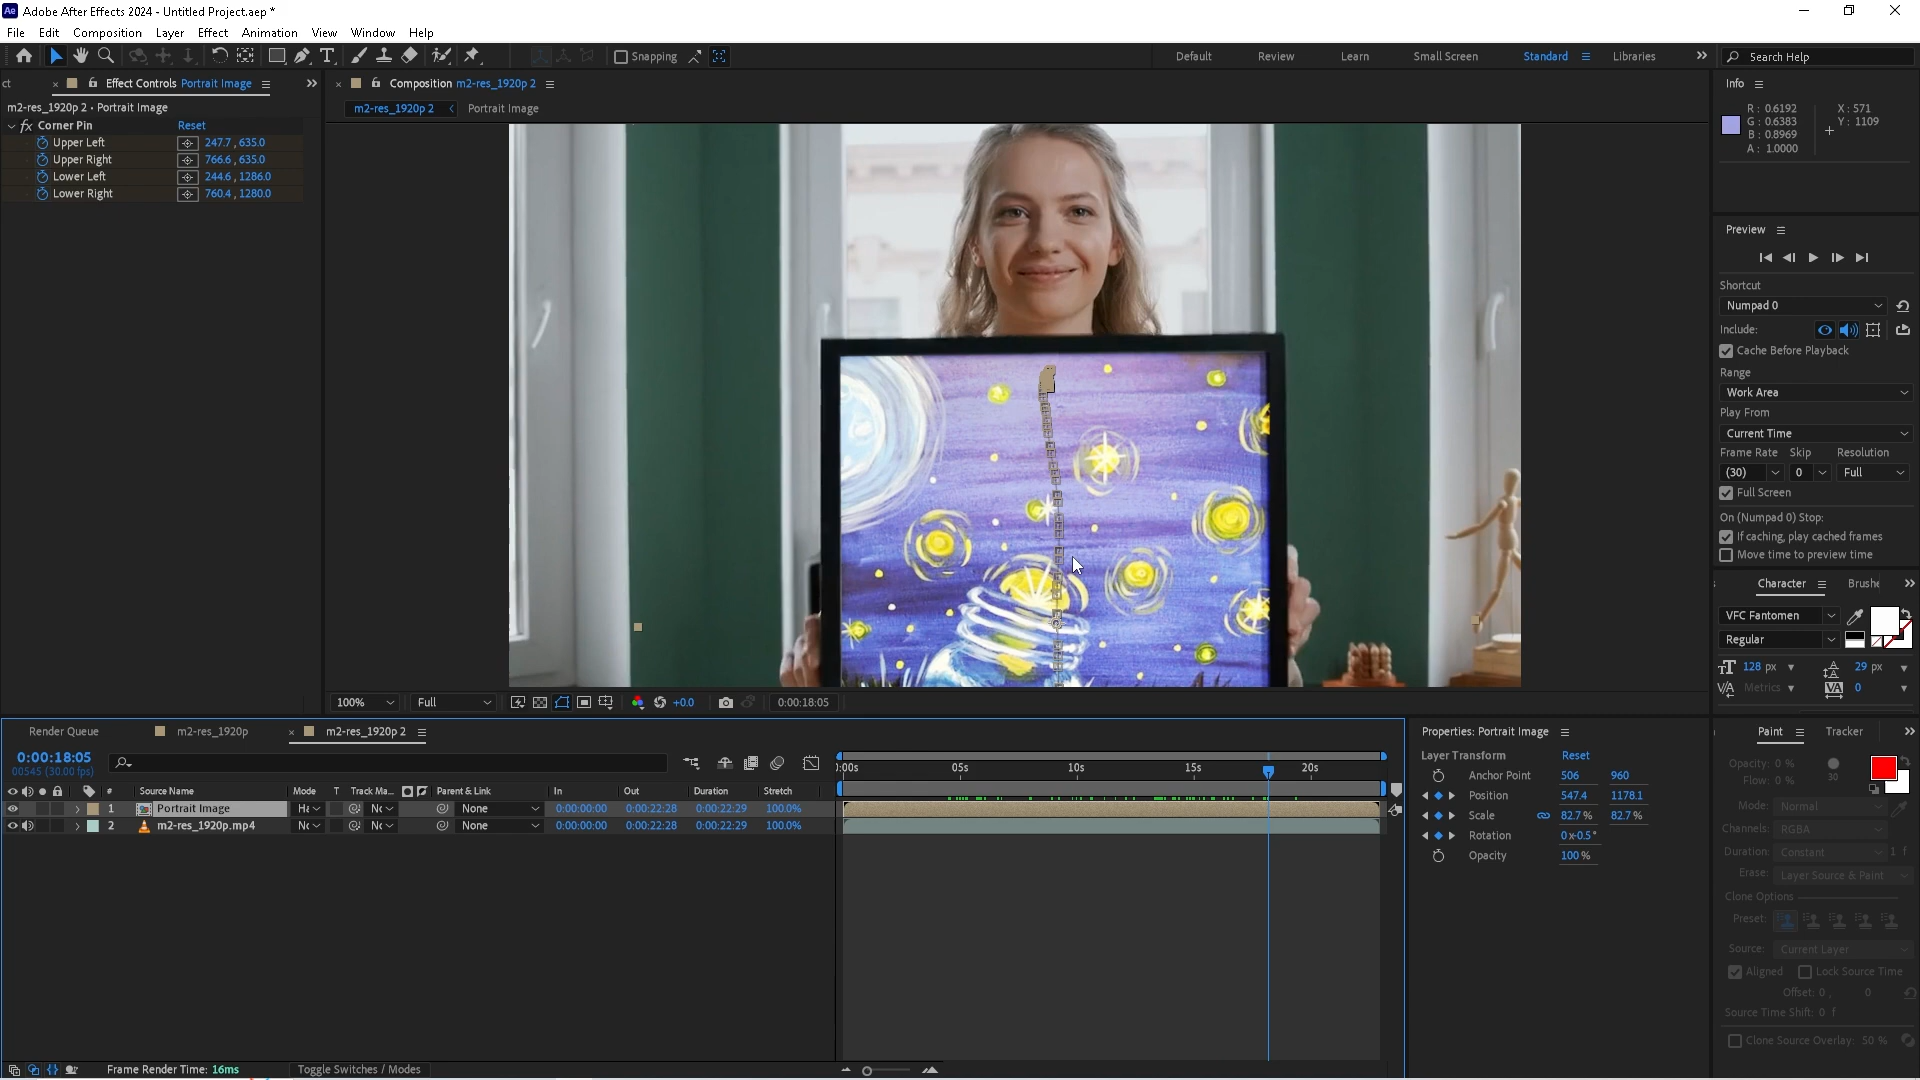 Adobe After Effects 2024 - Untitled Project.aep *
File Edit Composition Layer Effect Animation View Window Help
Snapping
Default Review Learn Small Screen Standard Libraries
Search Help
ct
Effect Controls Portrait Image
m2-res_1920p 2 • Portrait Image
fx Corner Pin Reset
Upper Left 247.7 , 635.0
Upper Right 766.6 , 635.0
Lower Left 244.6 , 1286.0
Lower Right 760.4 , 1280.0
Composition m2-res_1920p 2
m2-res_1920p 2 Portrait Image
100% Full +0.0 0:00:18:05
Info
R : 0.6192
G : 0.6383
B : 0.8969
A : 1.0000
X : 571
Y : 1109
Preview
Shortcut
Numpad 0
Include:
Cache Before Playback
Range
Work Area
Play From
Current Time
Frame Rate Skip Resolution
(30) 0 Full
Full Screen
On (Numpad 0) Stop:
If caching, play cached frames
Move time to preview time
Character Brushe
VFC Fantomen
Regular
128 px 29 px
Metrics 0
Render Queue m2-res_1920p m2-res_1920p 2
0:00:18:05
00545 (30.00 fps)
:00s 05s 10s 15s 20s
# Source Name Mode T Track Ma... Parent & Link In Out Duration Stretch
1 Portrait Image None 0:00:00:00 0:00:22:28 0:00:22:29 100.0%
2 m2-res_1920p.mp4 None 0:00:00:00 0:00:22:28 0:00:22:29 100.0%
Frame Render Time: 16ms Toggle Switches / Modes
Properties: Portrait Image
Layer Transform Reset
Anchor Point 506 960
Position 547.4 1178.1
Scale 82.7 % 82.7 %
Rotation 0 x-0.5 °
Opacity 100 %
Paint Tracker
Opacity: 0 %
Flow: 0 %
30
Mode: Normal
Channels: RGBA
Duration: Constant 1 f
Erase: Layer Source & Paint
Clone Options
Preset:
Source: Current Layer
Aligned Lock Source Time
Offset: 0 , 0
Source Time Shift: 0 f
Clone Source Overlay: 50 %